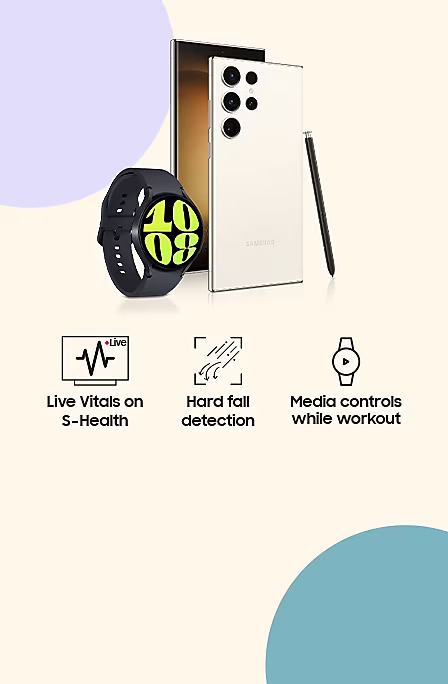 10
08
SAMSUNG
Live
Live Vitals on
S-Health
Hard fall
detection
Media controls
while workout